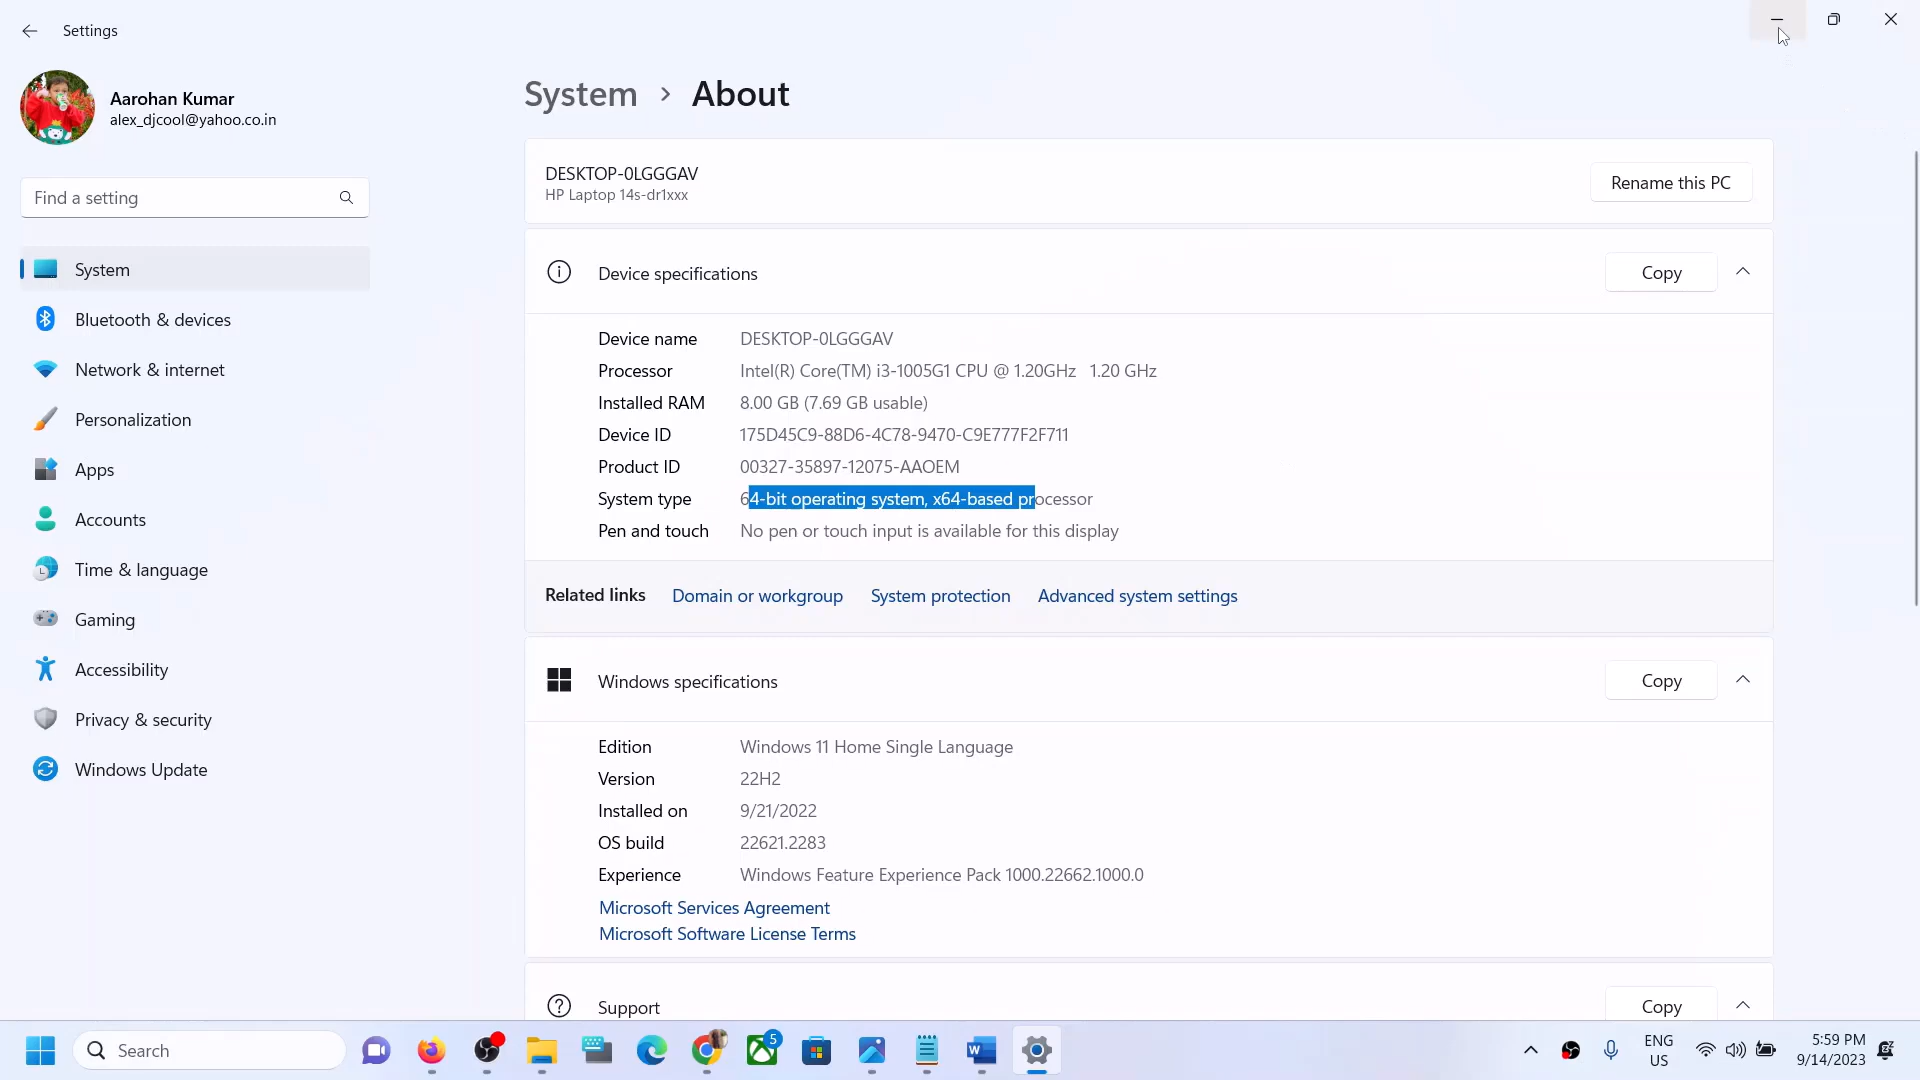 Settings
Aarohan Kumar
alex_djcool@yahoo.co.in
Find a setting
System
Bluetooth & devices
Network & internet
Personalization
Apps
Accounts
Time & language
Gaming
Accessibility
Privacy & security
Windows Update
System > About
DESKTOP-0LGGGAV
HP Laptop 14s-dr1xxx
Rename this PC
Device specifications
Copy
Device name DESKTOP-0LGGGAV
Processor Intel(R) Core(TM) i3-1005G1 CPU @ 1.20GHz 1.20 GHz
Installed RAM 8.00 GB (7.69 GB usable)
Device ID 175D45C9-88D6-4C78-9470-C9E777F2F711
Product ID 00327-35897-12075-AAOEM
System type 64-bit operating system, x64-based processor
Pen and touch No pen or touch input is available for this display
Related links Domain or workgroup System protection Advanced system settings
Windows specifications
Copy
Edition Windows 11 Home Single Language
Version 22H2
Installed on 9/21/2022
OS build 22621.2283
Experience Windows Feature Experience Pack 1000.22662.1000.0
Microsoft Services Agreement
Microsoft Software License Terms
Support
Copy
Search
5
ENG
US
5:59 PM
9/14/2023